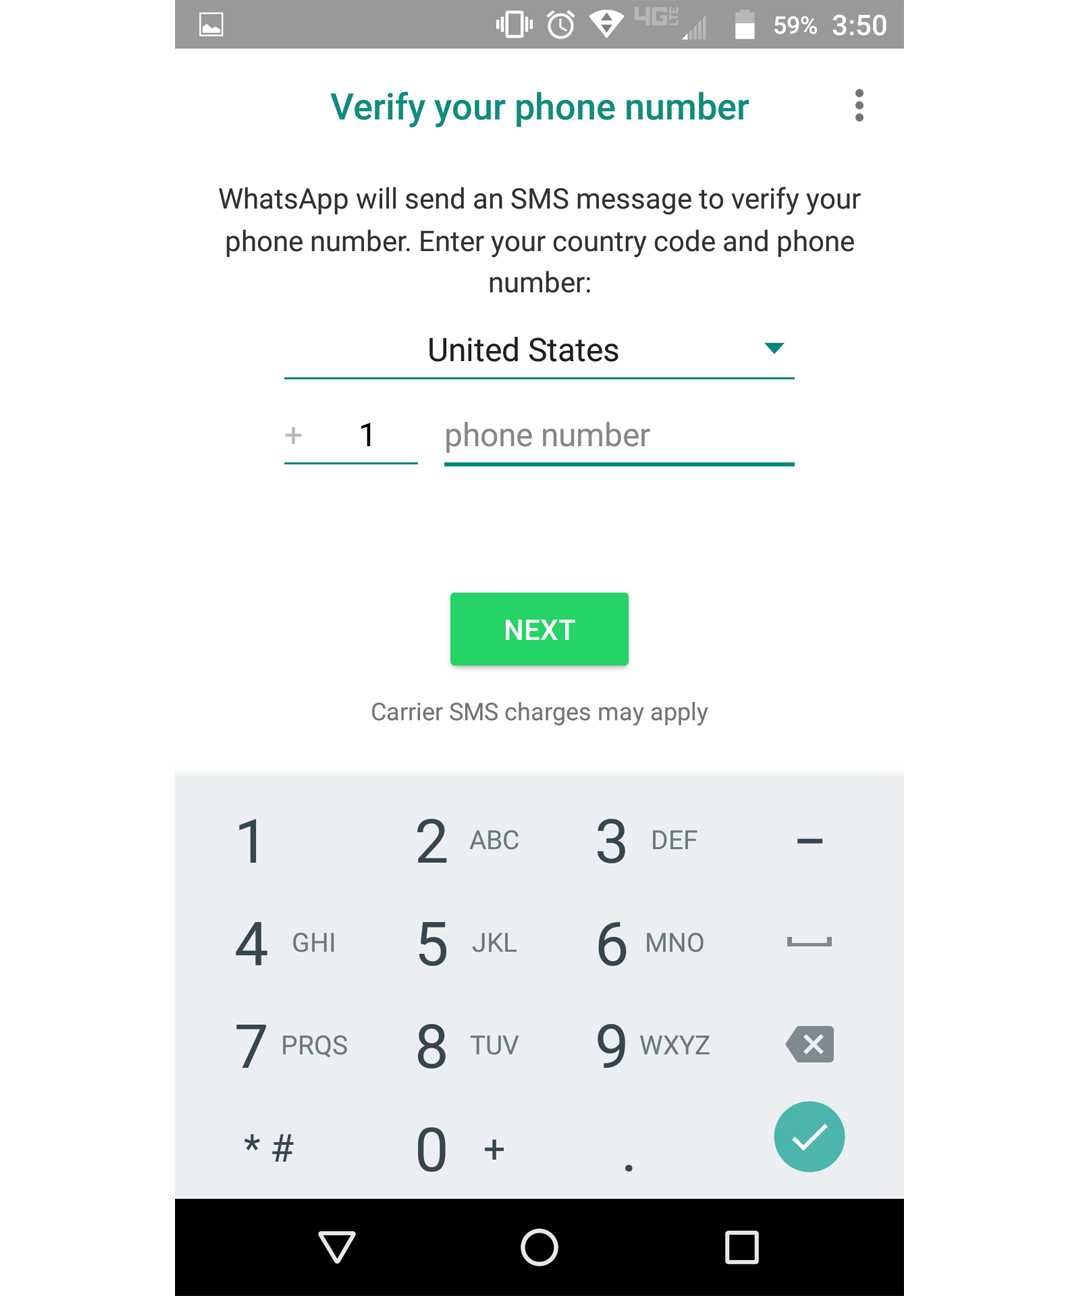 4G LTE 59% 3:50
Verify your phone number
WhatsApp will send an SMS message to verify your
phone number. Enter your country code and phone
number:
United States
+ 1 phone number
NEXT
Carrier SMS charges may apply
1 2 ABC 3 DEF –
4 GHI 5 JKL 6 MNO
7 PRQS 8 TUV 9 WXYZ
* # 0 + .